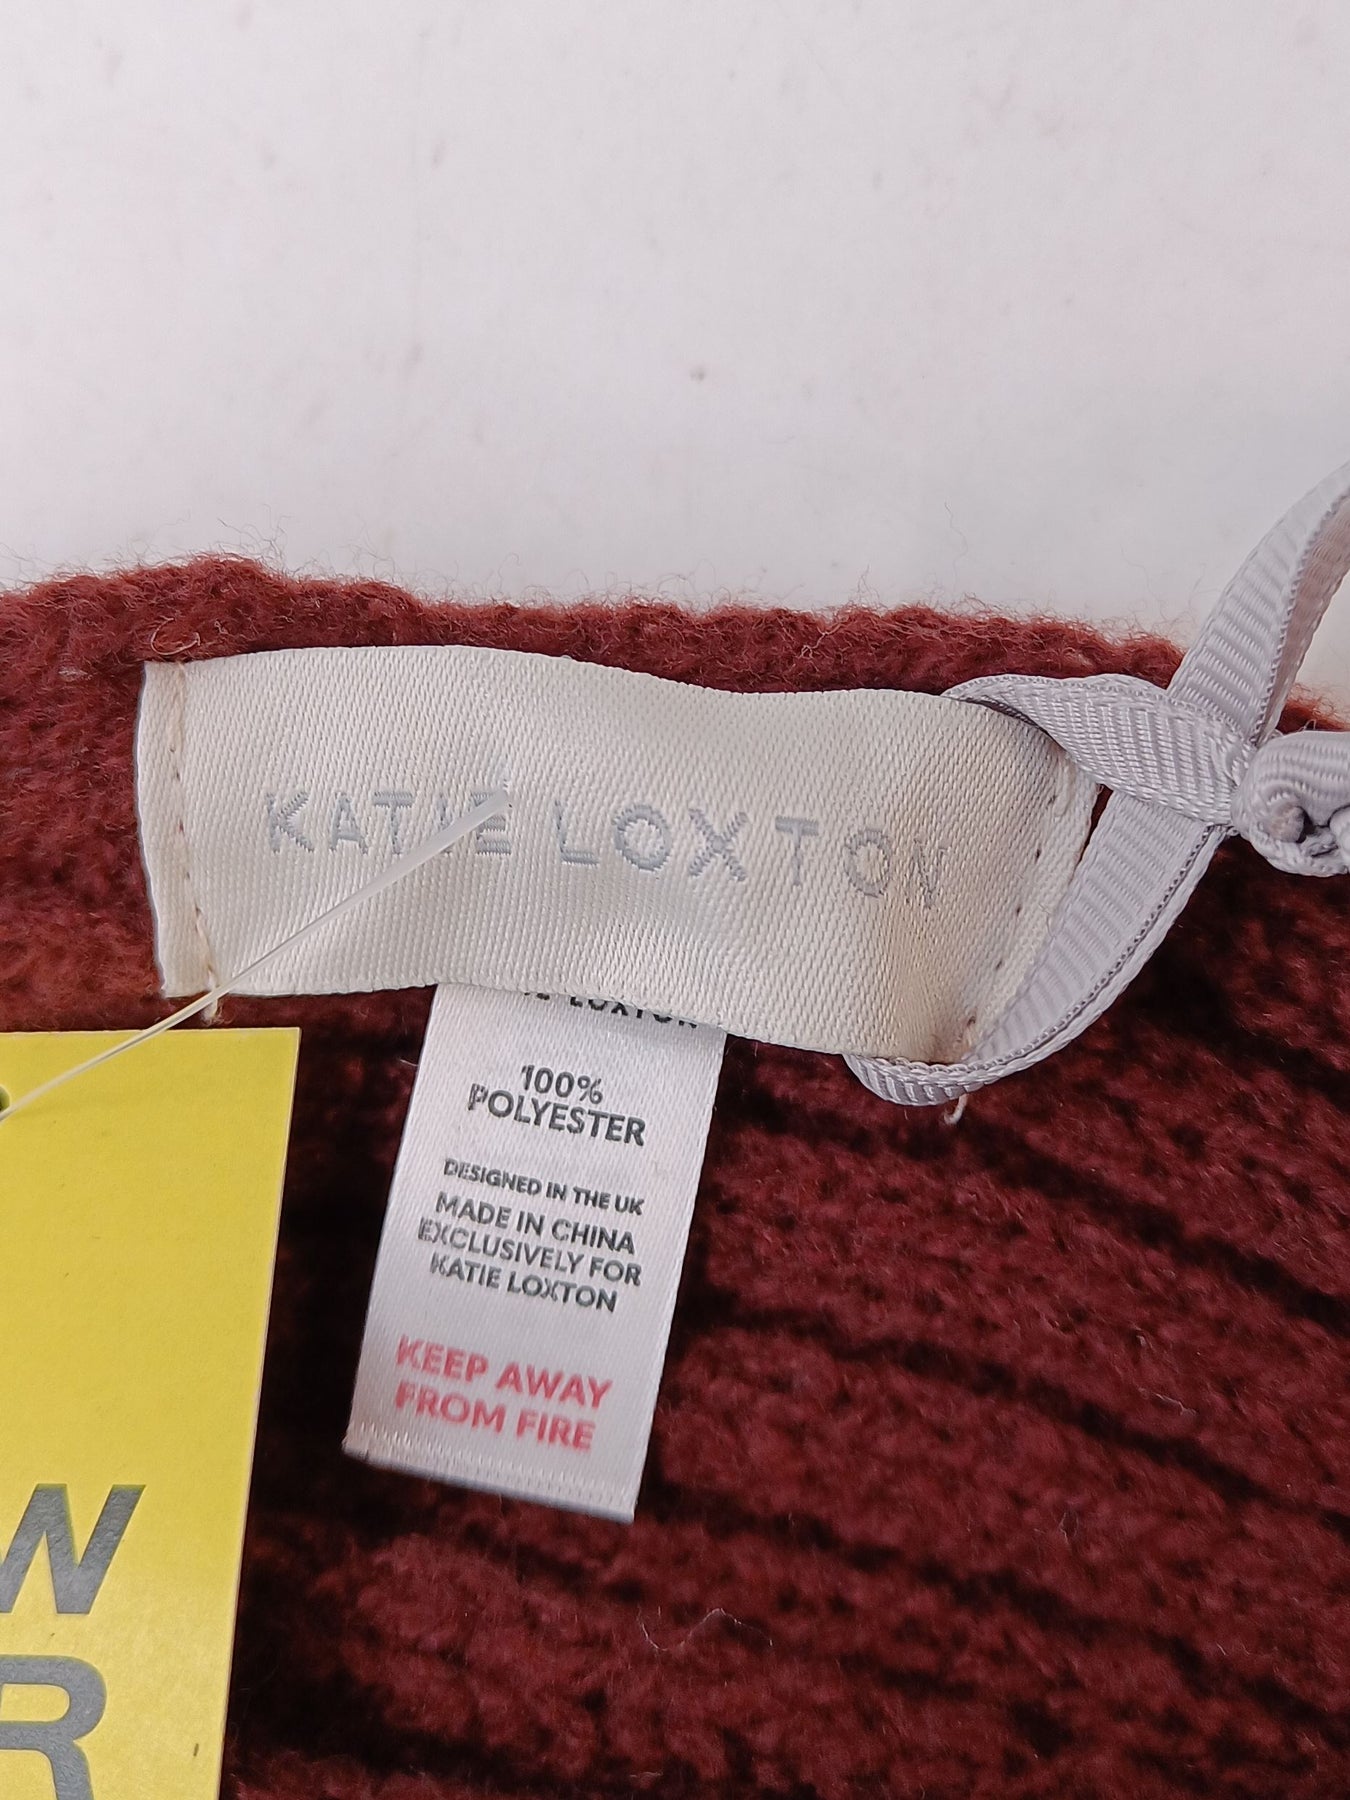 KATIE LOXTON
LOXTON
100%
POLYESTER
DESIGNED IN THE UK
MADE IN CHINA
EXCLUSIVELY FOR
KATIE LOXTON
KEEP AWAY
FROM FIRE
W
R